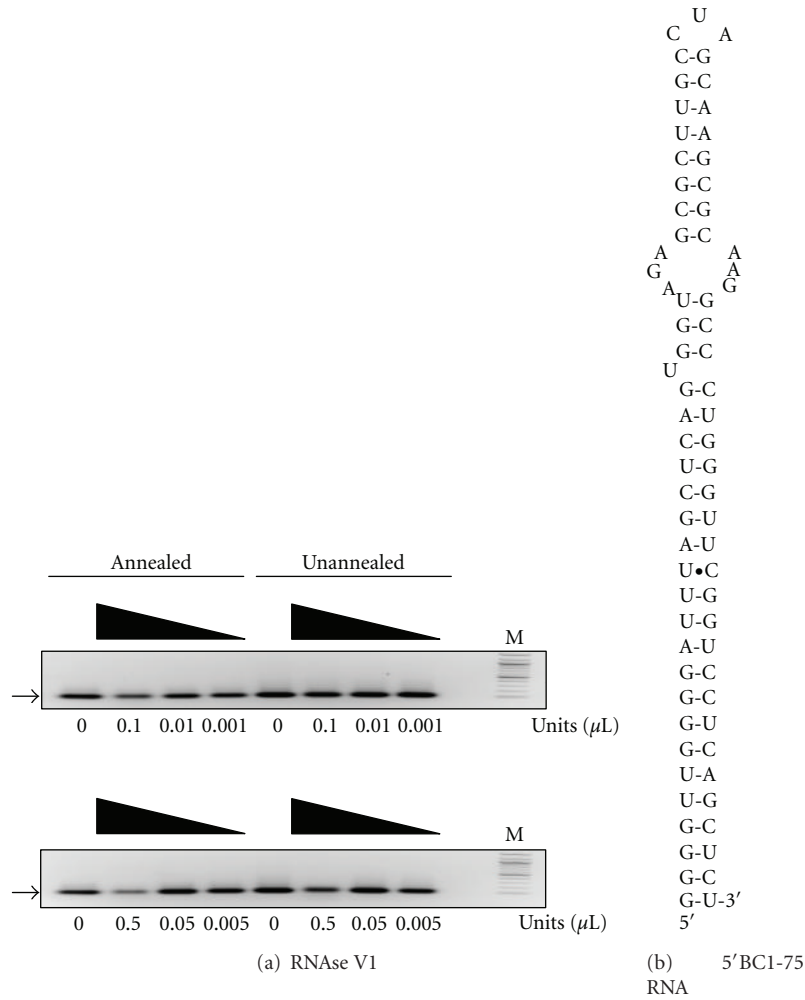 Annealed Unannealed
M
0 0.1 0.01 0.001 0 0.1 0.01 0.001 Units (μL)
M
0 0.5 0.05 0.005 0 0.5 0.05 0.005 Units (μL)
(a) RNAse V1
U
C A
C-G
G-C
U-A
U-A
C-G
G-C
C-G
G-C
A A
G A
A G
U-G
G-C
G-C
U
G-C
A-U
C-G
U-G
C-G
G-U
A-U
U•C
U-G
U-G
A-U
G-C
C-C
G-U
G-C
U-A
U-G
G-C
G-U
G-C
G-U-3′
5′
(b) 5′BC1-75
RNA